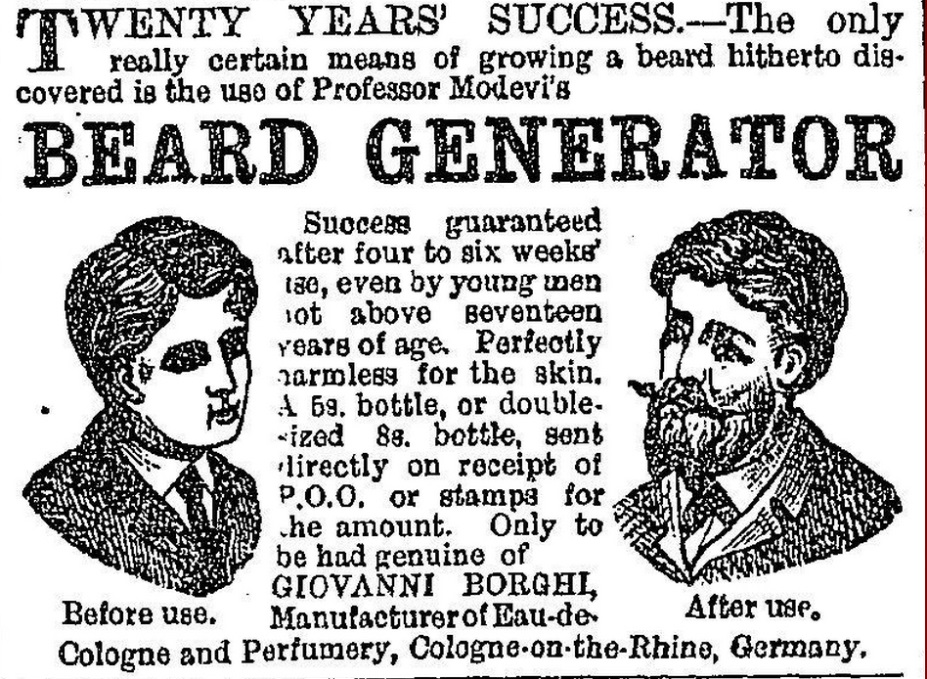 TWENTY YEARS' SUCCESS.—The only
really certain means of growing a beard hitherto dis-
covered is the use of Professor Modevi's
BEARD GENERATOR
Success guaranteed
after four to six weeks'
use, even by young men
not above seventeen
years of age. Perfectly
harmless for the skin.
A 5s. bottle, or double-
sized 8s. bottle, sent
directly on receipt of
P.O.O. or stamps for
the amount. Only to
be had genuine of
GIOVANNI BORGHI,
Manufacturer of Eau-de-
Cologne and Perfumery, Cologne-on-the-Rhine, Germany.
Before use.
After use.